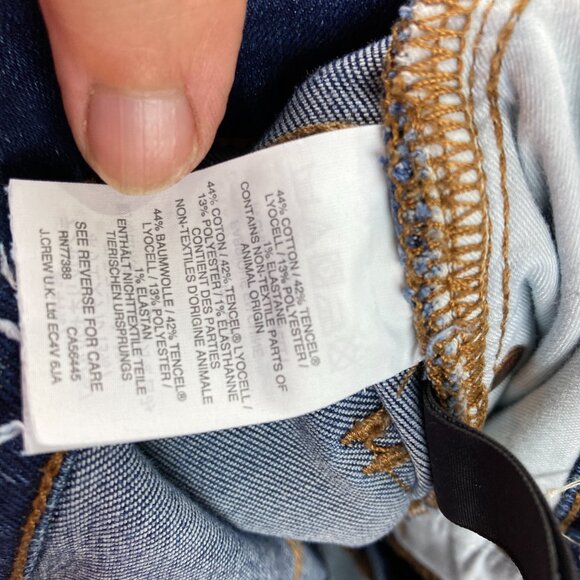 44% COTTON / 42% TENCEL®
LYOCELL / 13% POLYESTER /
1% ELASTANE
CONTAINS NON-TEXTILE PARTS OF
ANIMAL ORIGIN
44% COTON / 42% TENCEL® LYOCELL /
13% POLYESTER / 1% ELASTHANNE
CONTIENT DES PARTIES
NON-TEXTILES D'ORIGINE ANIMALE
44% BAUMWOLLE / 42% TENCEL®
LYOCELL / 13% POLYESTER /
1% ELASTAN
ENTHÄLT NICHTTEXTILE TEILE
TIERISCHEN URSPRUNGS
SEE REVERSE FOR CARE
RN77388 CA56445
J.CREW U.K. Ltd EC4V 6JA